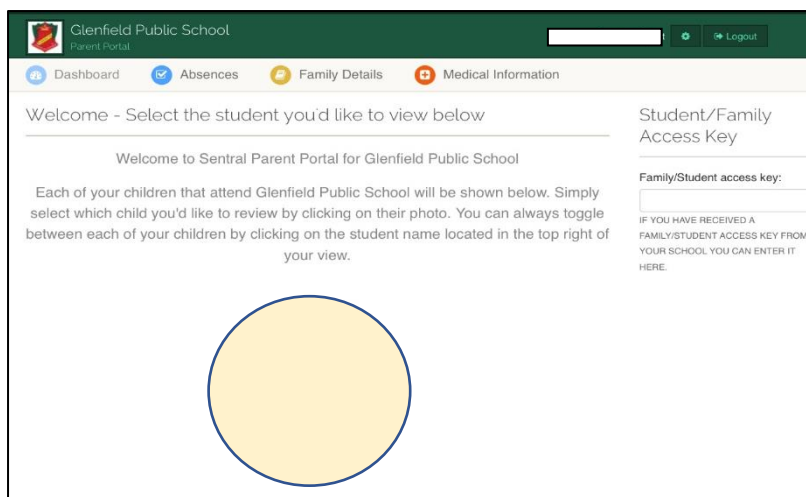 Glenfield Public School
Parent Portal
Logout
Dashboard
Absences
Family Details
Medical Information
Welcome - Select the student you'd like to view below
Welcome to Sentral Parent Portal for Glenfield Public School
Each of your children that attend Glenfield Public School will be shown below. Simply
select which child you'd like to review by clicking on their photo. You can always toggle
between each of your children by clicking on the student name located in the top right of
your view.
Student/Family
Access Key
Family/Student access key:
IF YOU HAVE RECEIVED A
FAMILY/STUDENT ACCESS KEY FROM
YOUR SCHOOL YOU CAN ENTER IT
HERE.